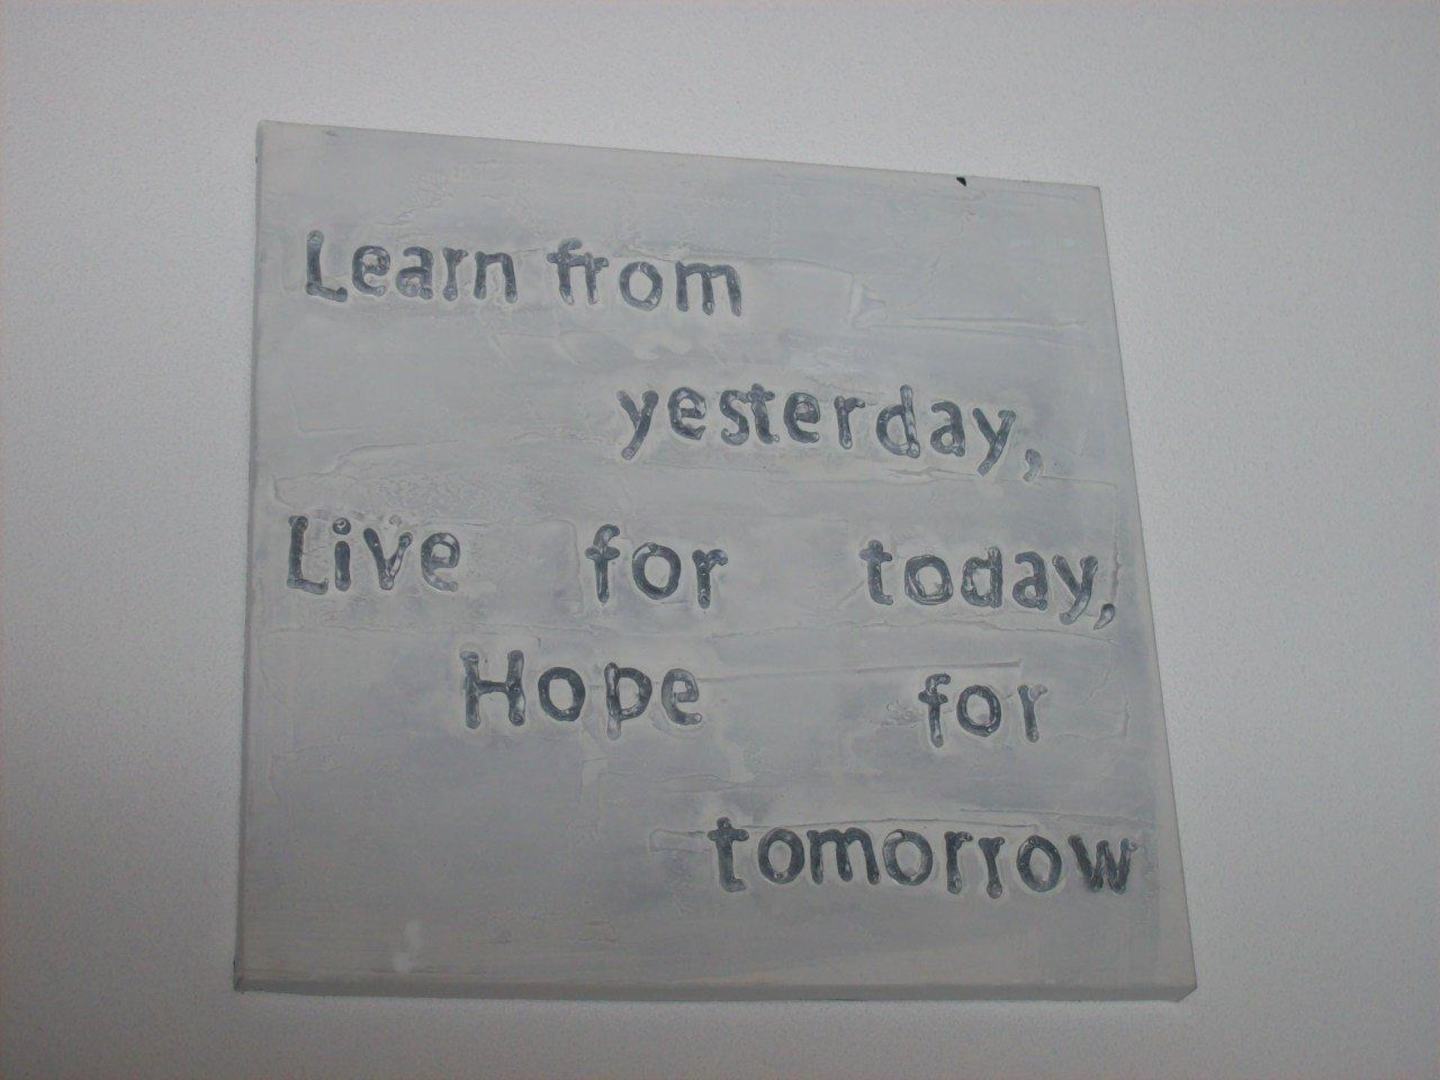 Learn from
yesterday,
Live for today,
Hope for
tomorrow